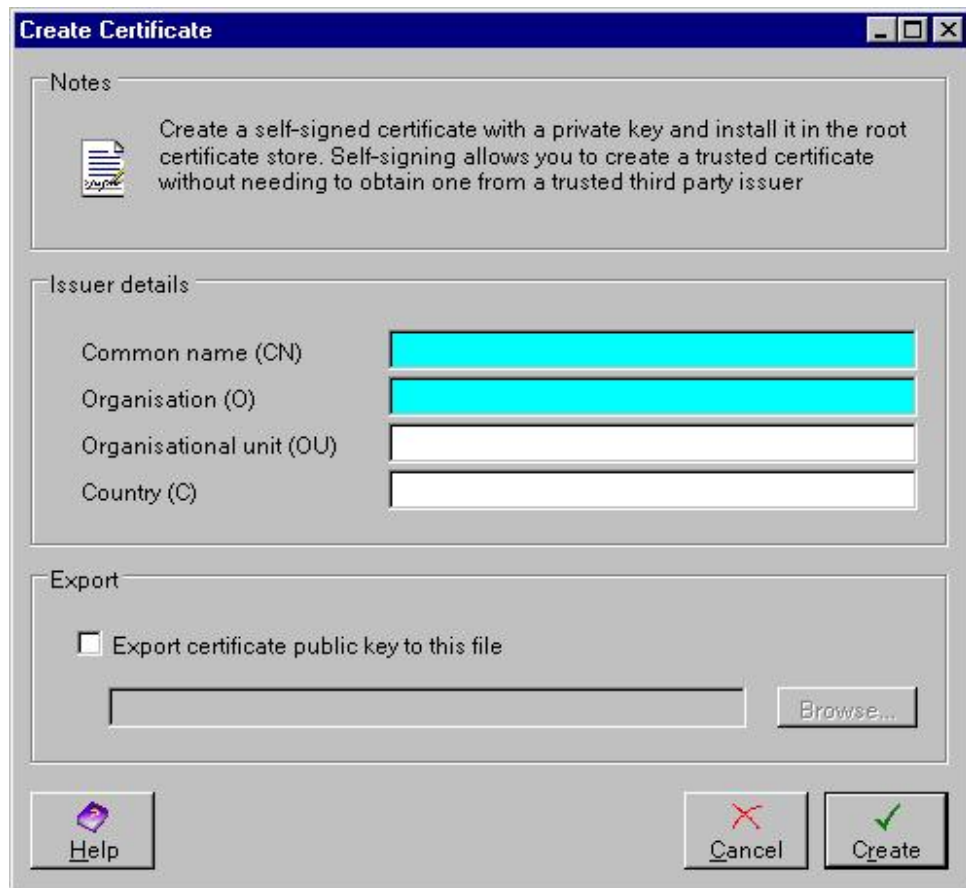 Create Certificate
Notes
Create a self-signed certificate with a private key and install it in the root
certificate store. Self-signing allows you to create a trusted certificate
without needing to obtain one from a trusted third party issuer
Issuer details
Common name (CN)
Organisation (O)
Organisational unit (OU)
Country (C)
Export
Export certificate public key to this file
Browse...
Help
Cancel
Create